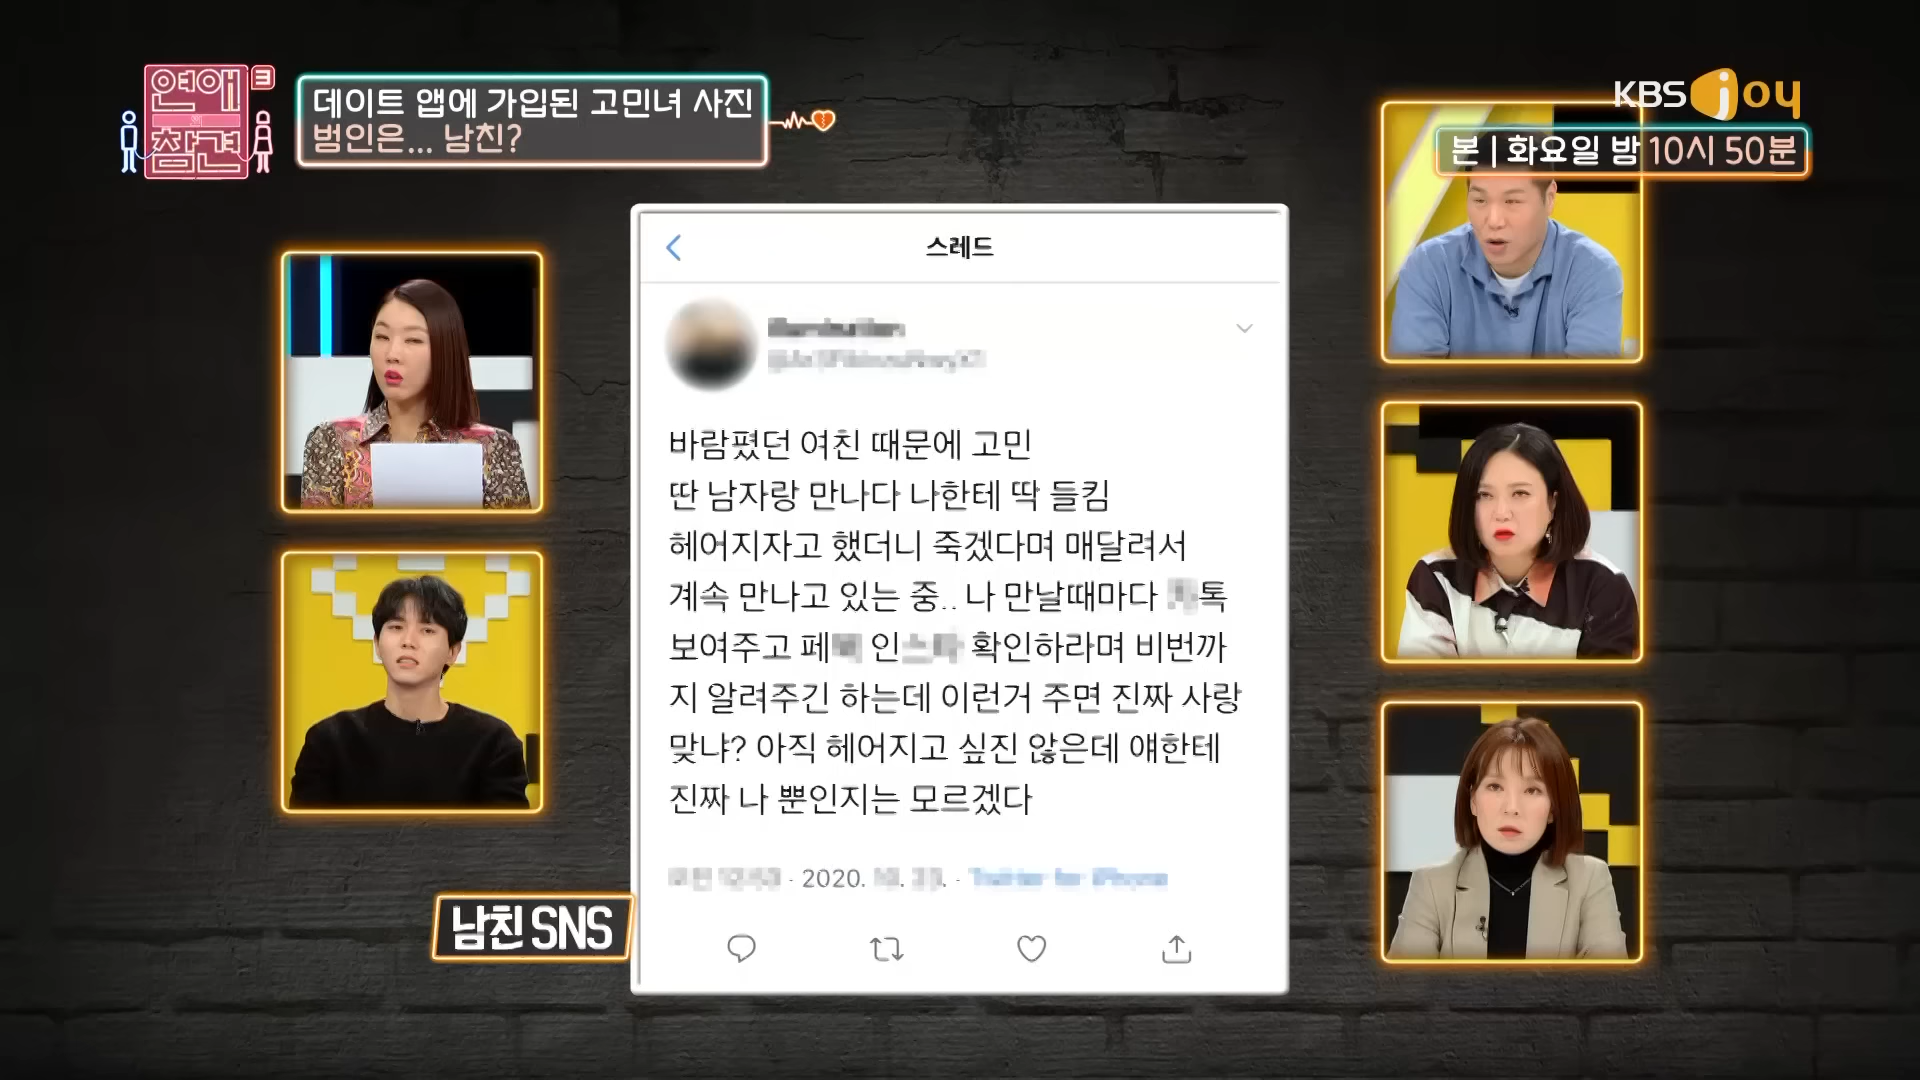 연애의 참견 3
데이트 앱에 가입된 고민녀 사진
범인은... 남친?
KBS joy
본 | 화요일 밤 10시 50분
스레드
바람폈던 여친 때문에 고민
딴 남자랑 만나다 나한테 딱 들킴
헤어지자고 했더니 죽겠다며 매달려서
계속 만나고 있는 중.. 나 만날때마다 톡
보여주고 페 인 확인하라며 비번까
지 알려주긴 하는데 이런거 주면 진짜 사랑
맞냐? 아직 헤어지고 싶진 않은데 얘한테
진짜 나 뿐인지는 모르겠다
· 2020.
남친 SNS